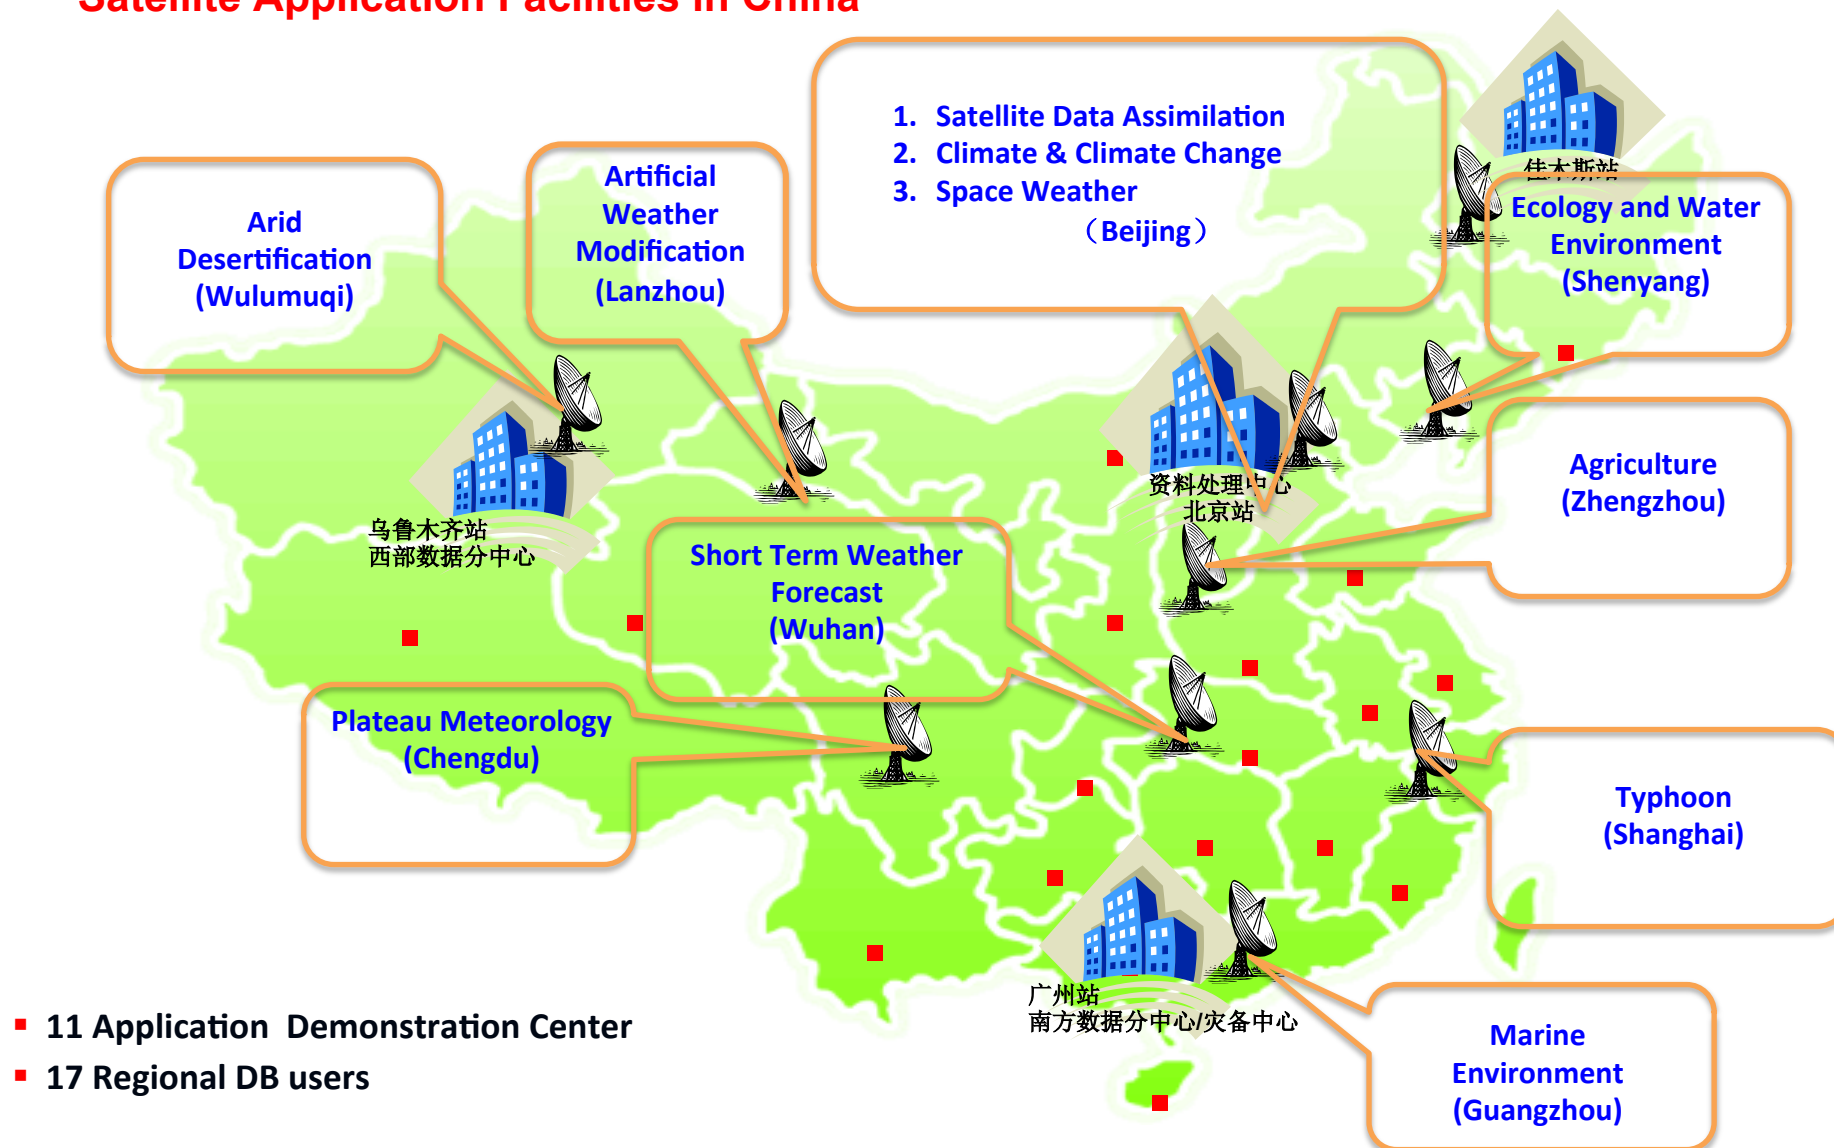 Satellite Application Facilities in China
1. Satellite Data Assimilation
2. Climate & Climate Change
3. Space Weather
（Beijing）
佳木斯站
Arid
Desertification
(Wulumuqi)
Artificial
Weather
Modification
(Lanzhou)
Ecology and Water
Environment
(Shenyang)
Agriculture
(Zhengzhou)
资料处理中心
北京站
乌鲁木齐站
西部数据分中心
Short Term Weather
Forecast
(Wuhan)
Plateau Meteorology
(Chengdu)
Typhoon
(Shanghai)
广州站
南方数据分中心/灾备中心
Marine
Environment
(Guangzhou)
▪ 11 Application Demonstration Center
▪ 17 Regional DB users